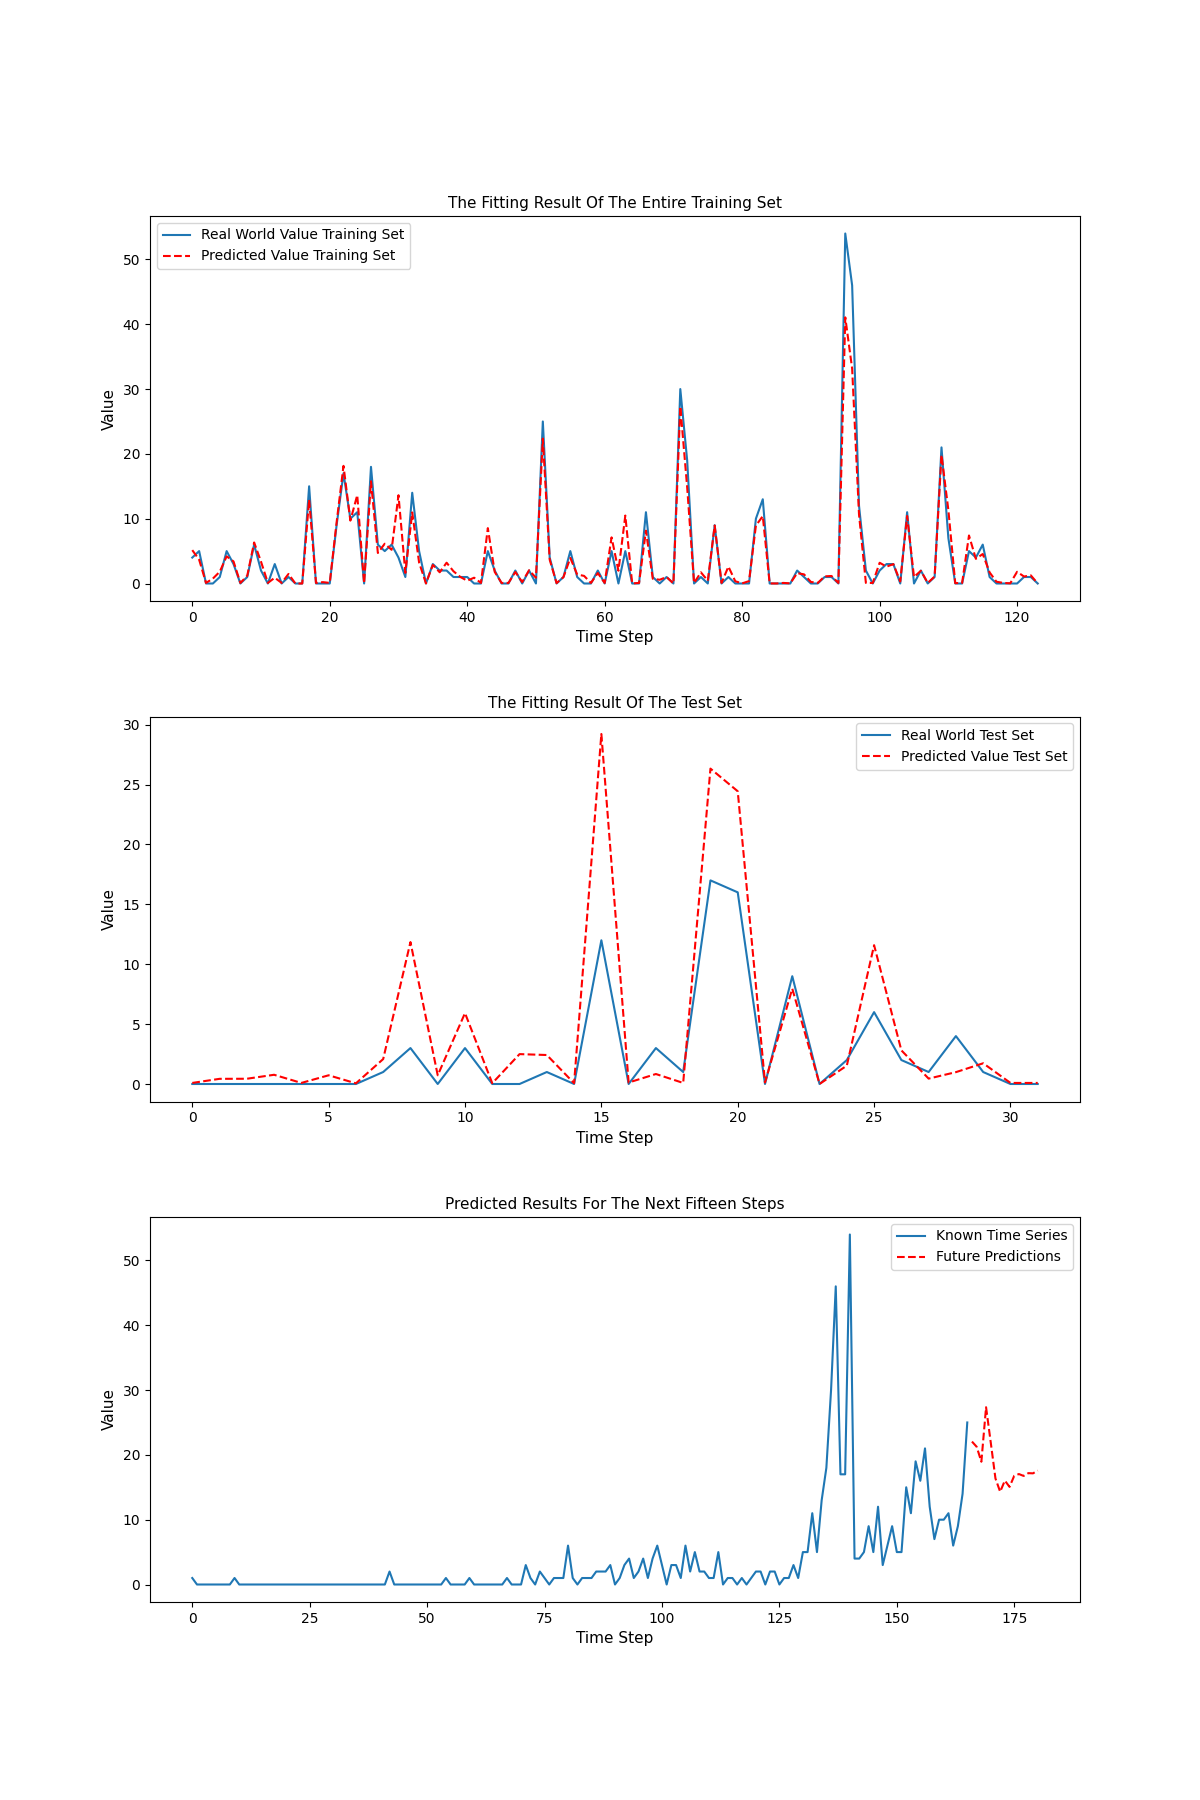 The Fitting Result Of The Entire Training Set
Real World Value Training Set
Predicted Value Training Set
Value
50
40
30
20
10
0
0 20 40 60 80 100 120
Time Step
The Fitting Result Of The Test Set
Real World Test Set
Predicted Value Test Set
Value
30
25
20
15
10
5
0
0 5 10 15 20 25 30
Time Step
Predicted Results For The Next Fifteen Steps
Known Time Series
Future Predictions
Value
50
40
30
20
10
0
0 25 50 75 100 125 150 175
Time Step